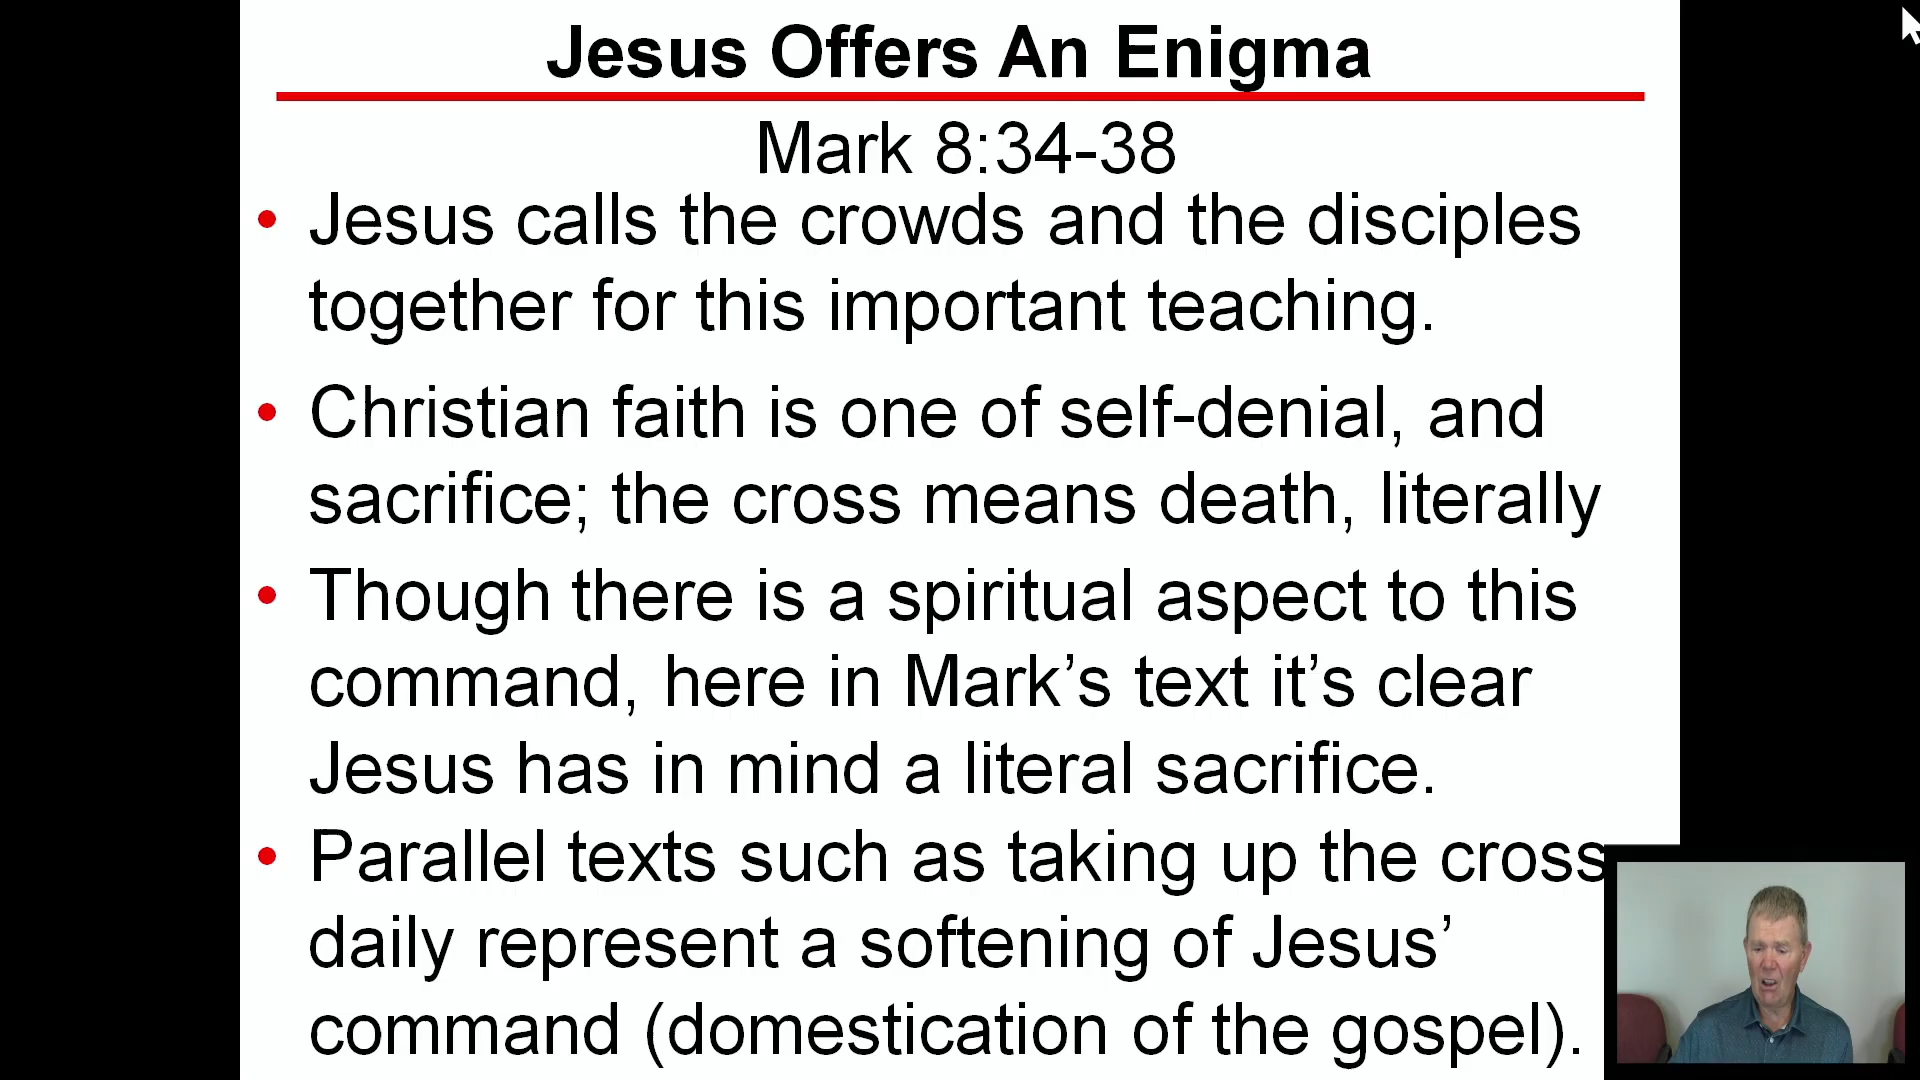 Jesus Offers An Enigma
Mark 8:34-38
• Jesus calls the crowds and the disciples
together for this important teaching.
• Christian faith is one of self-denial, and
sacrifice; the cross means death, literally
• Though there is a spiritual aspect to this
command, here in Mark’s text it’s clear
Jesus has in mind a literal sacrifice.
• Parallel texts such as taking up the cross
daily represent a softening of Jesus’
command (domestication of the gospel).